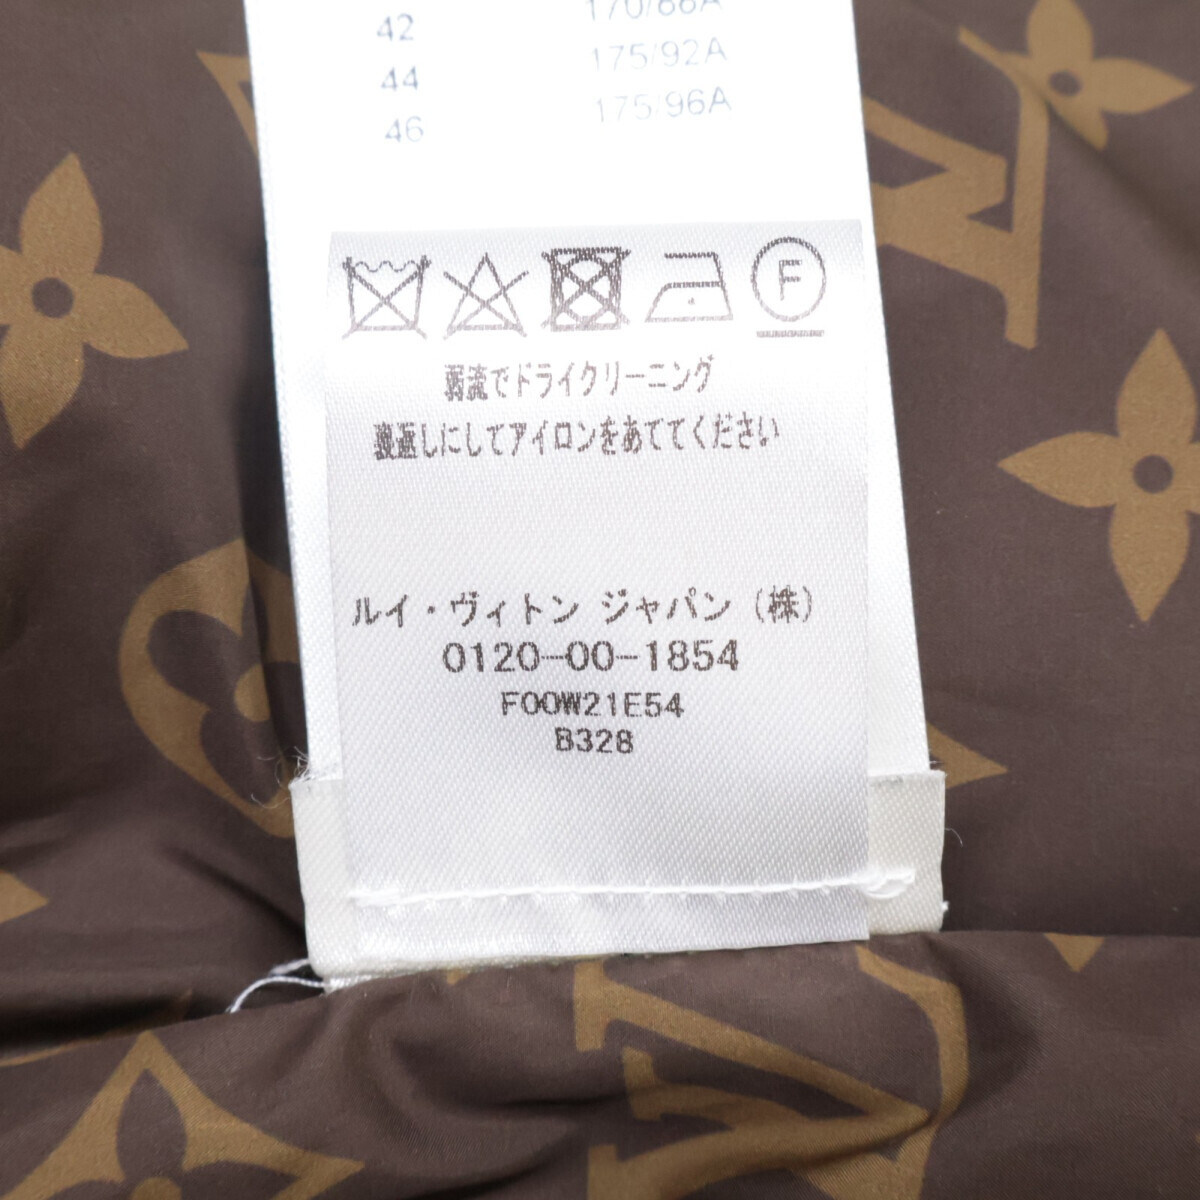 42 170/88A
44 175/92A
46 175/96A
F
弱流でドライクリーニング
裏返しにしてアイロンをあててください
ルイ・ヴィトン ジャパン (株)
0120-00-1854
F00W21E54
B328